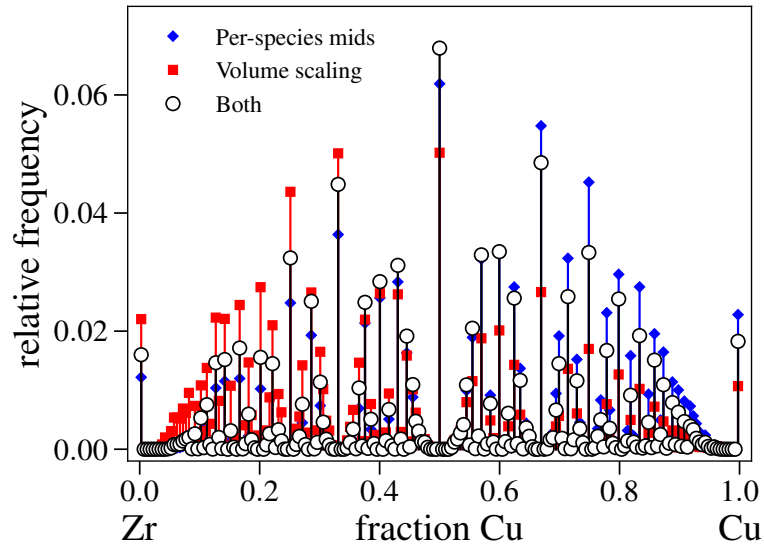 Per-species mids
Volume scaling
Both
relative frequency
0.06
0.04
0.02
0.00
0.0 0.2 0.4 0.6 0.8 1.0
Zr fraction Cu Cu